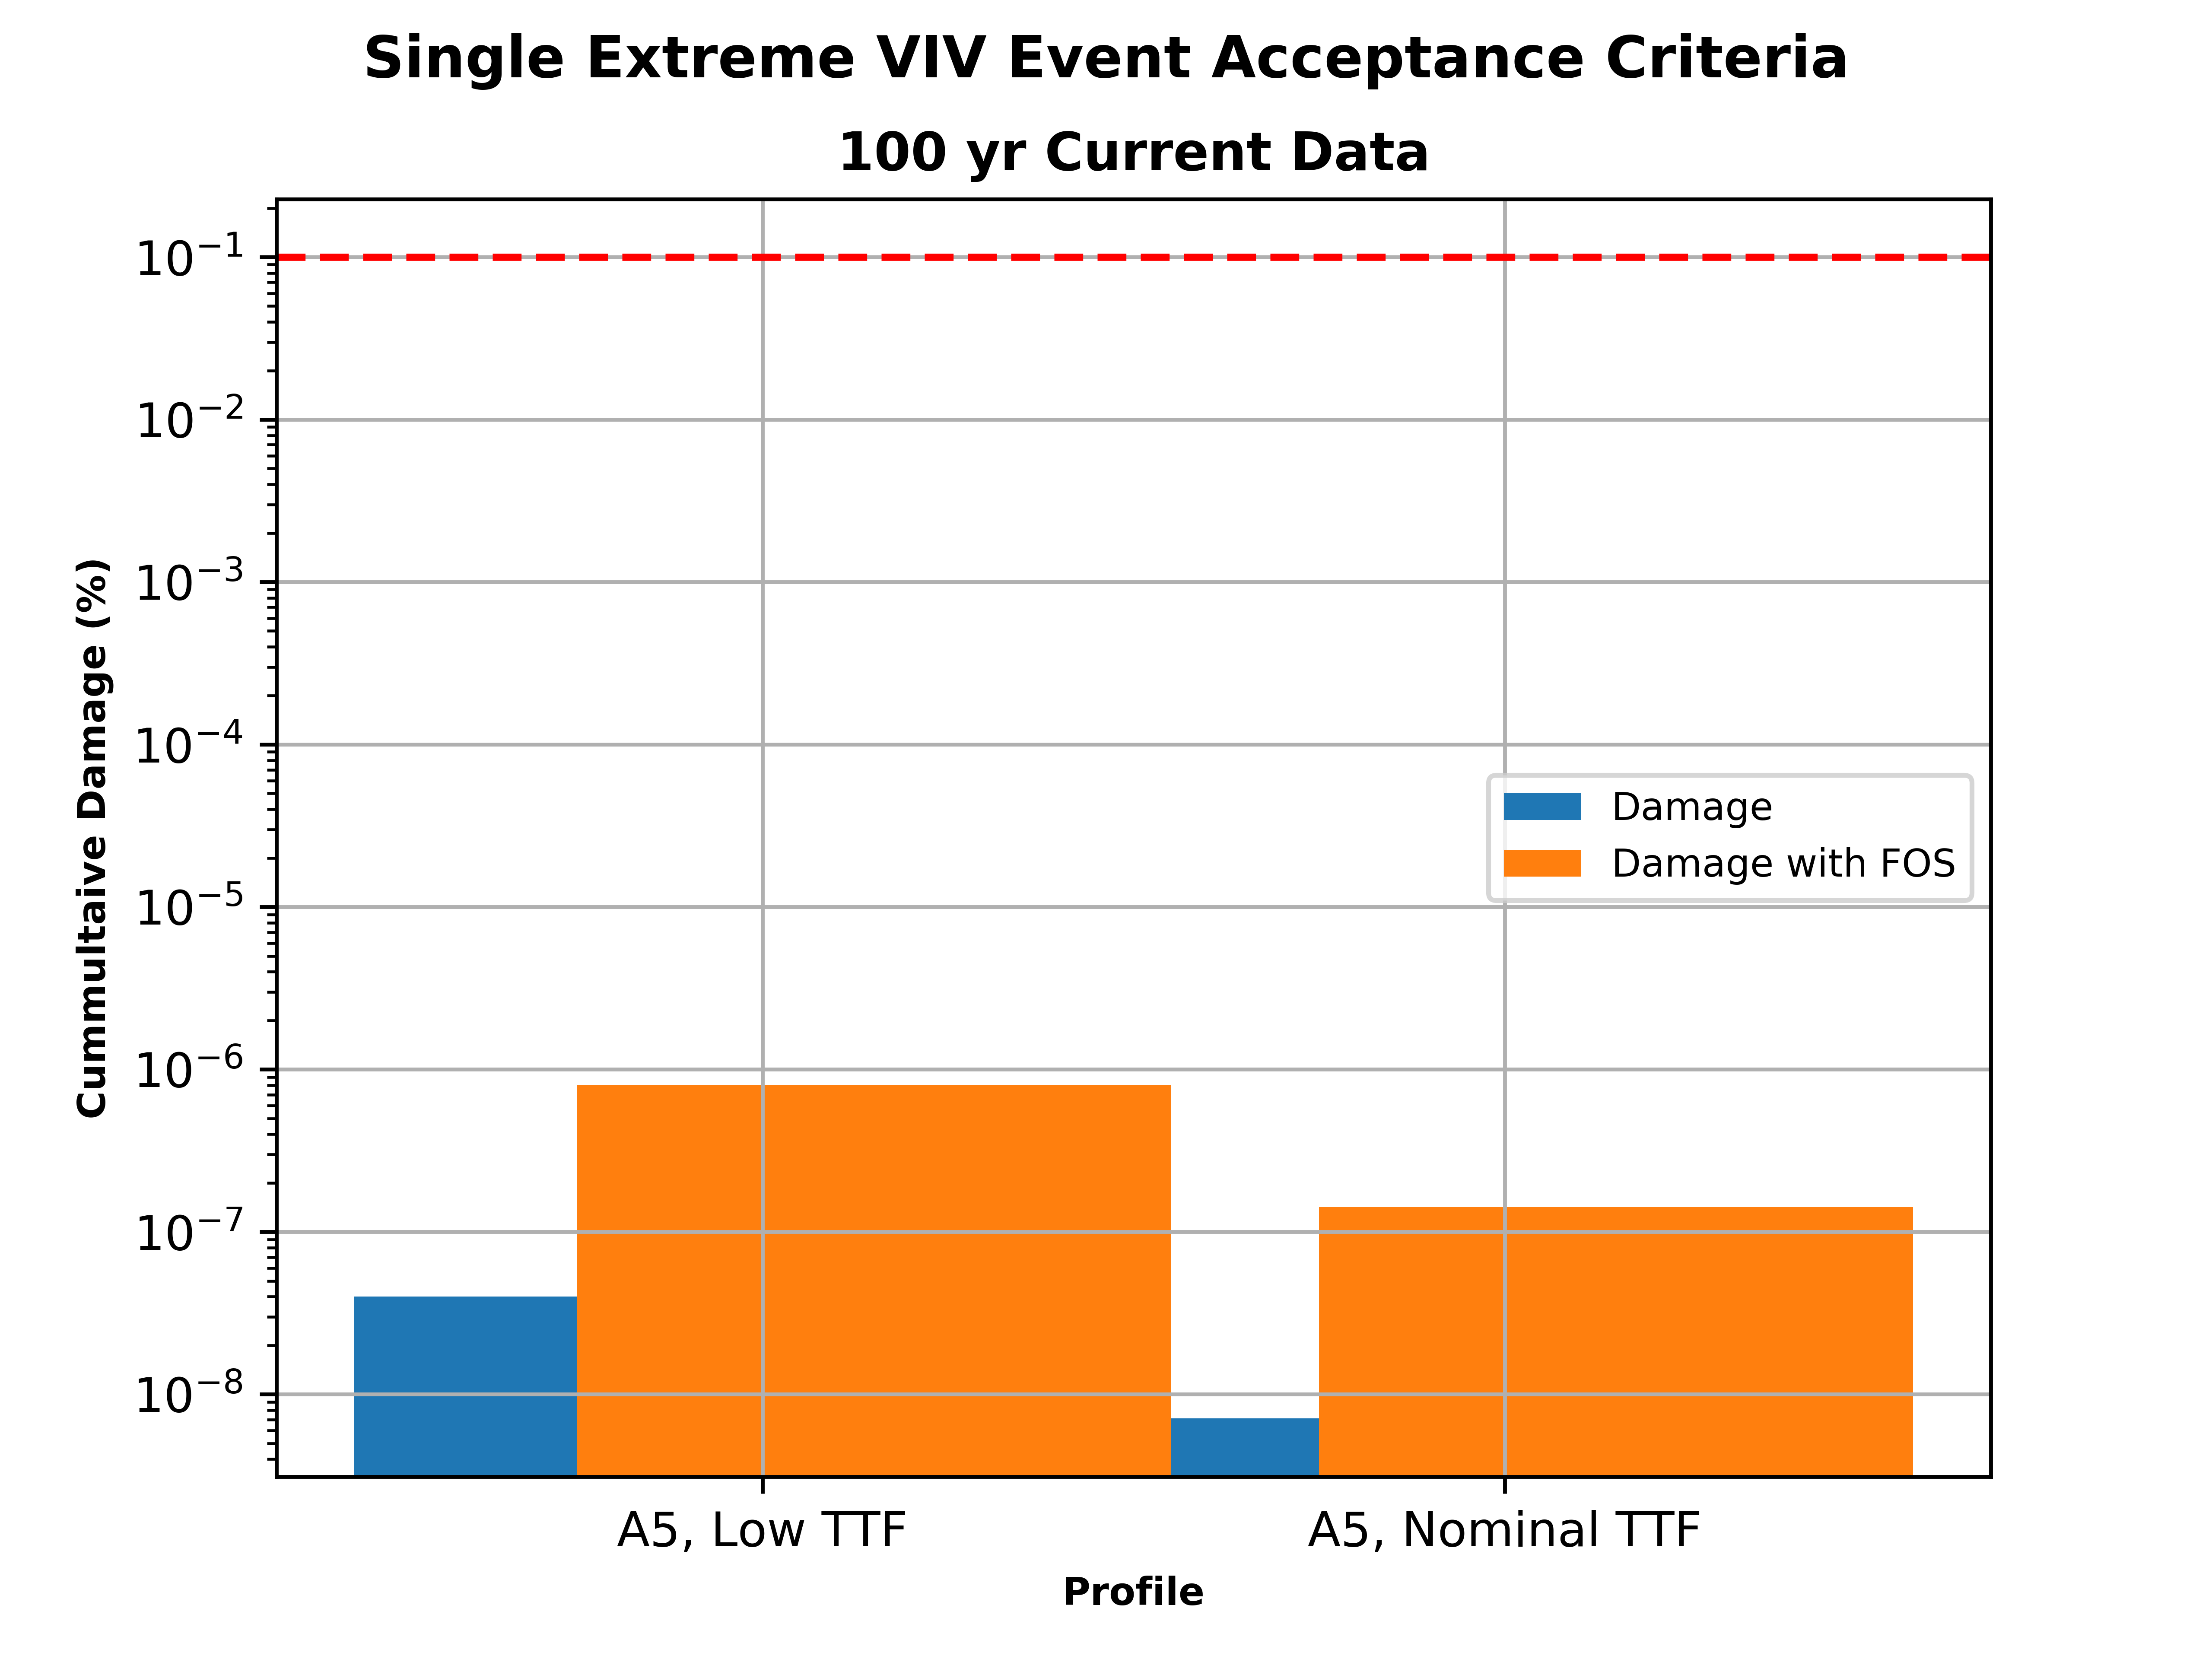 Single Extreme VIV Event Acceptance Criteria
100 yr Current Data
Cummultaive Damage (%)
10⁻¹
10⁻²
10⁻³
10⁻⁴
10⁻⁵
10⁻⁶
10⁻⁷
10⁻⁸
Damage
Damage with FOS
A5, Low TTF
A5, Nominal TTF
Profile